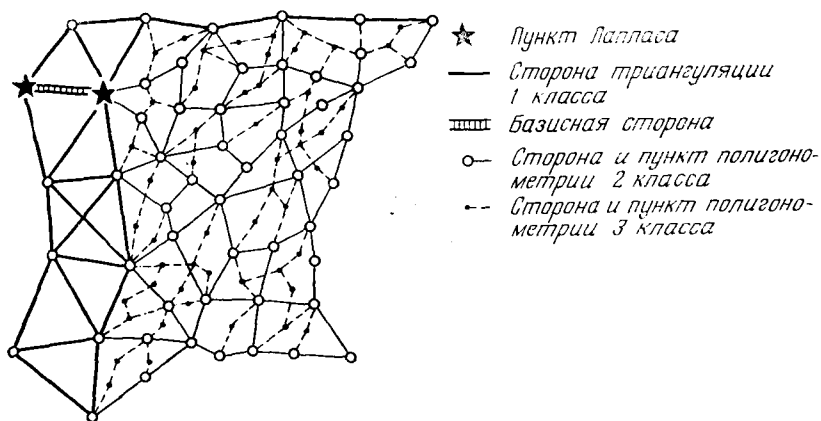 Пункт Лапласа
Сторона триангуляции
1 класса
Базисная сторона
Сторона и пункт полигоно-
метрии 2 класса
Сторона и пункт полигоно-
метрии 3 класса